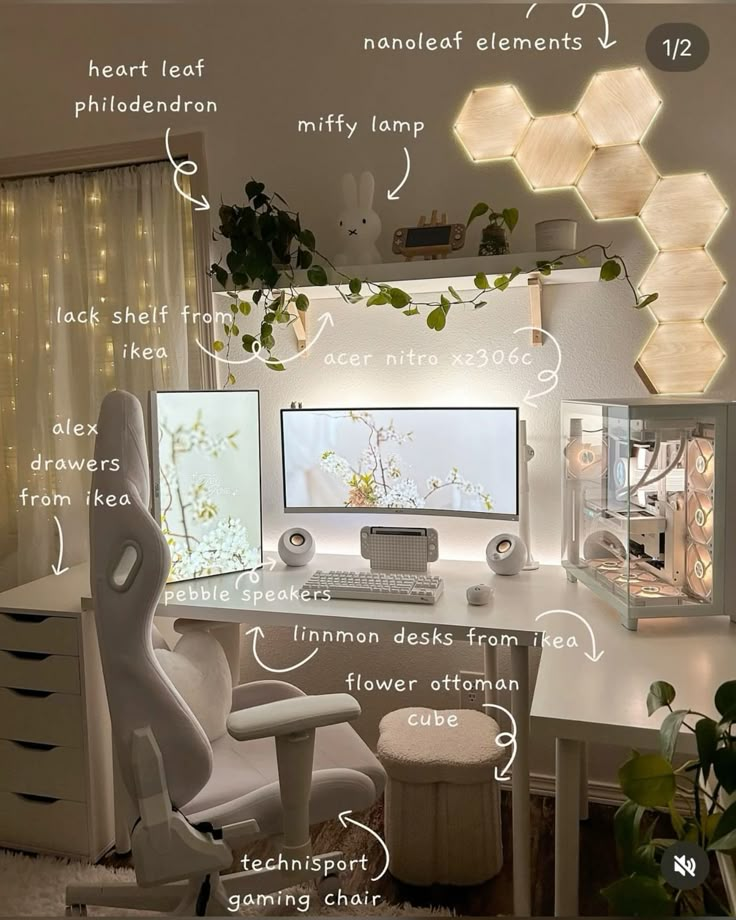 nanoleaf elements
1/2
heart leaf
philodendron
miffy lamp
lack shelf from
ikea
acer nitro xz306c
alex
drawers
from ikea
pebble speakers
linnmon desks from ikea
flower ottoman
cube
technisport
gaming chair